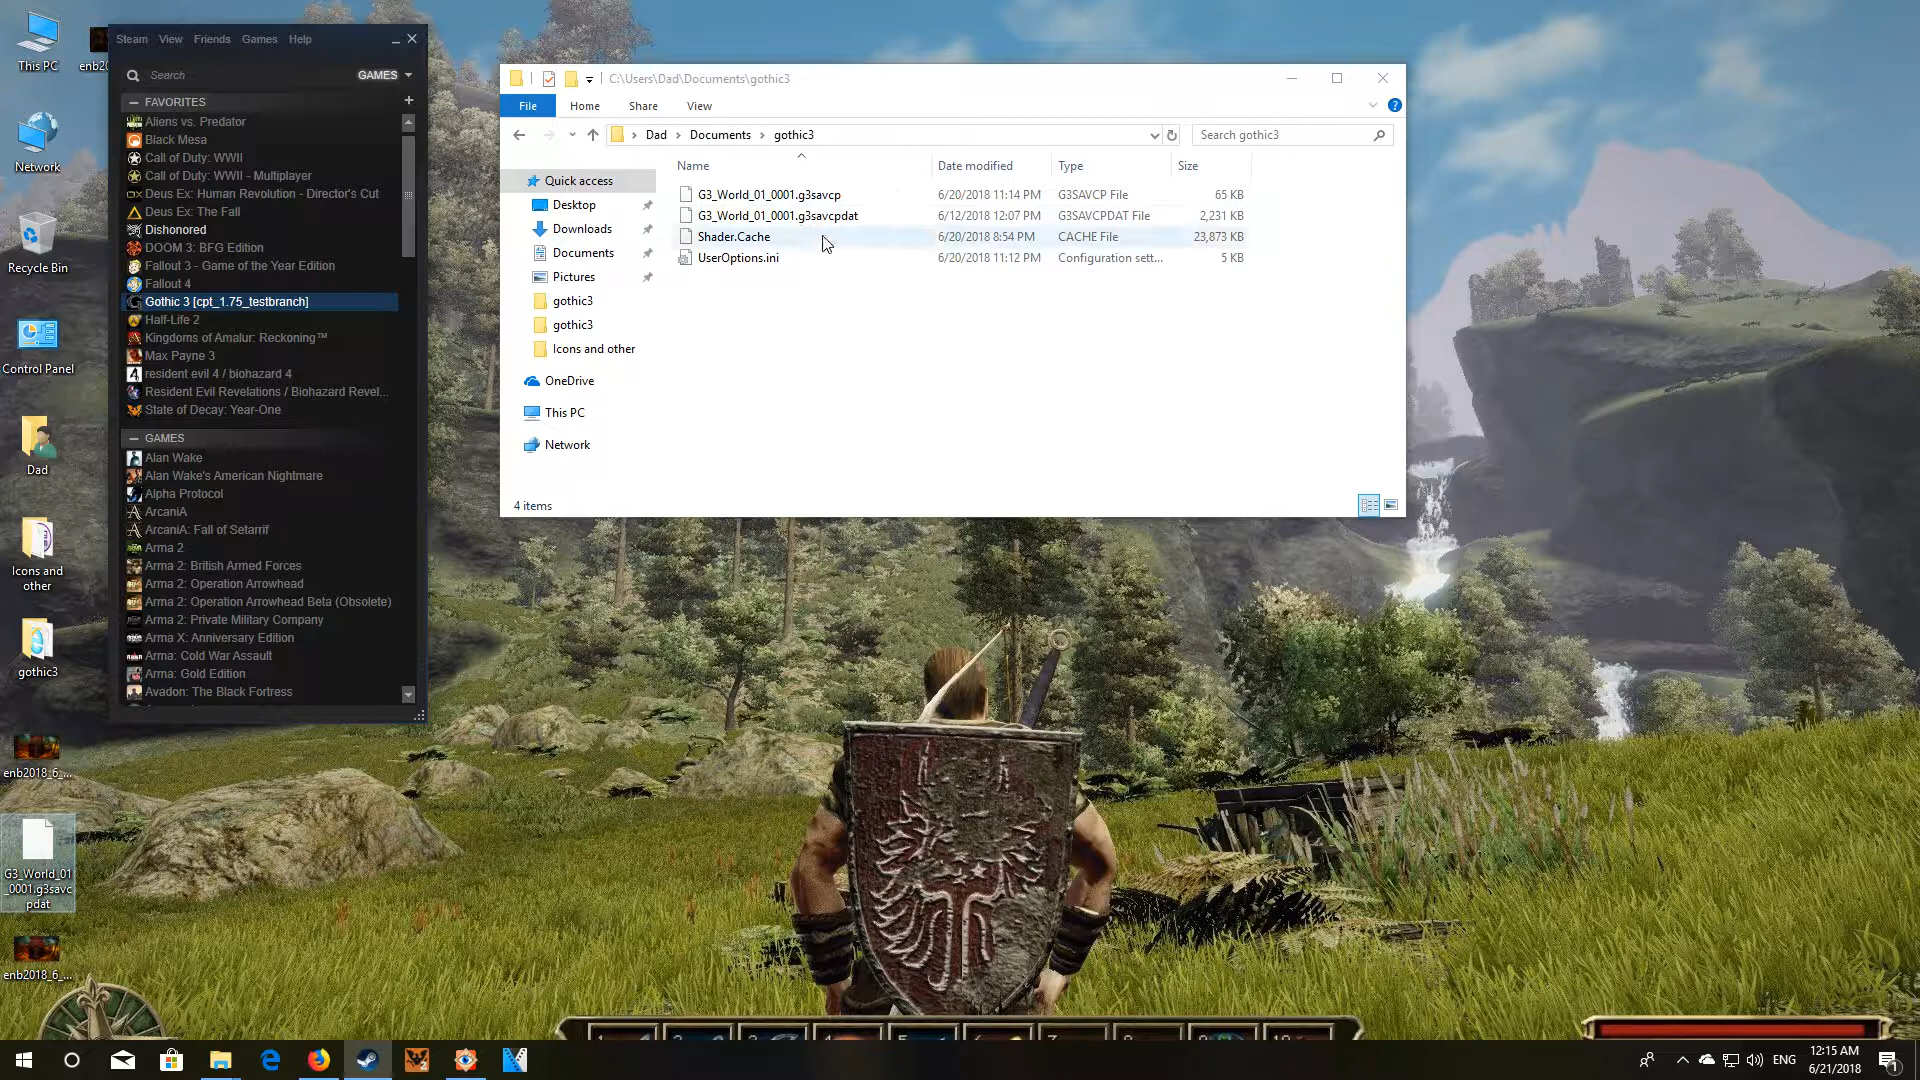 This PC
enb20
Network
Recycle Bin
Control Panel
Dad
Icons and
other
gothic3
enb2018_6_...
G3_World_01
_0001.g3savc
pdat
enb2018_6_...
Steam View Friends Games Help
Search GAMES
FAVORITES
Aliens vs. Predator
Black Mesa
Call of Duty: WWII
Call of Duty: WWII - Multiplayer
Deus Ex: Human Revolution - Director's Cut
Deus Ex: The Fall
Dishonored
DOOM 3: BFG Edition
Fallout 3 - Game of the Year Edition
Fallout 4
Gothic 3 [cpt_1.75_testbranch]
Half-Life 2
Kingdoms of Amalur: Reckoning™
Max Payne 3
resident evil 4 / biohazard 4
Resident Evil Revelations / Biohazard Revel...
State of Decay: Year-One
GAMES
Alan Wake
Alan Wake's American Nightmare
Alpha Protocol
ArcaniA
ArcaniA: Fall of Setarrif
Arma 2
Arma 2: British Armed Forces
Arma 2: Operation Arrowhead
Arma 2: Operation Arrowhead Beta (Obsolete)
Arma 2: Private Military Company
Arma X: Anniversary Edition
Arma: Cold War Assault
Arma: Gold Edition
Avadon: The Black Fortress
C:\Users\Dad\Documents\gothic3
File Home Share View
Dad Documents gothic3 Search gothic3
Name Date modified Type Size
G3_World_01_0001.g3savcp 6/20/2018 11:14 PM G3SAVCP File 65 KB
G3_World_01_0001.g3savcpdat 6/12/2018 12:07 PM G3SAVCPDAT File 2,231 KB
Shader.Cache 6/20/2018 8:54 PM CACHE File 23,873 KB
UserOptions.ini 6/20/2018 11:12 PM Configuration sett... 5 KB
Quick access
Desktop
Downloads
Documents
Pictures
gothic3
gothic3
Icons and other
OneDrive
This PC
Network
4 items
ENG
12:15 AM
6/21/2018
1